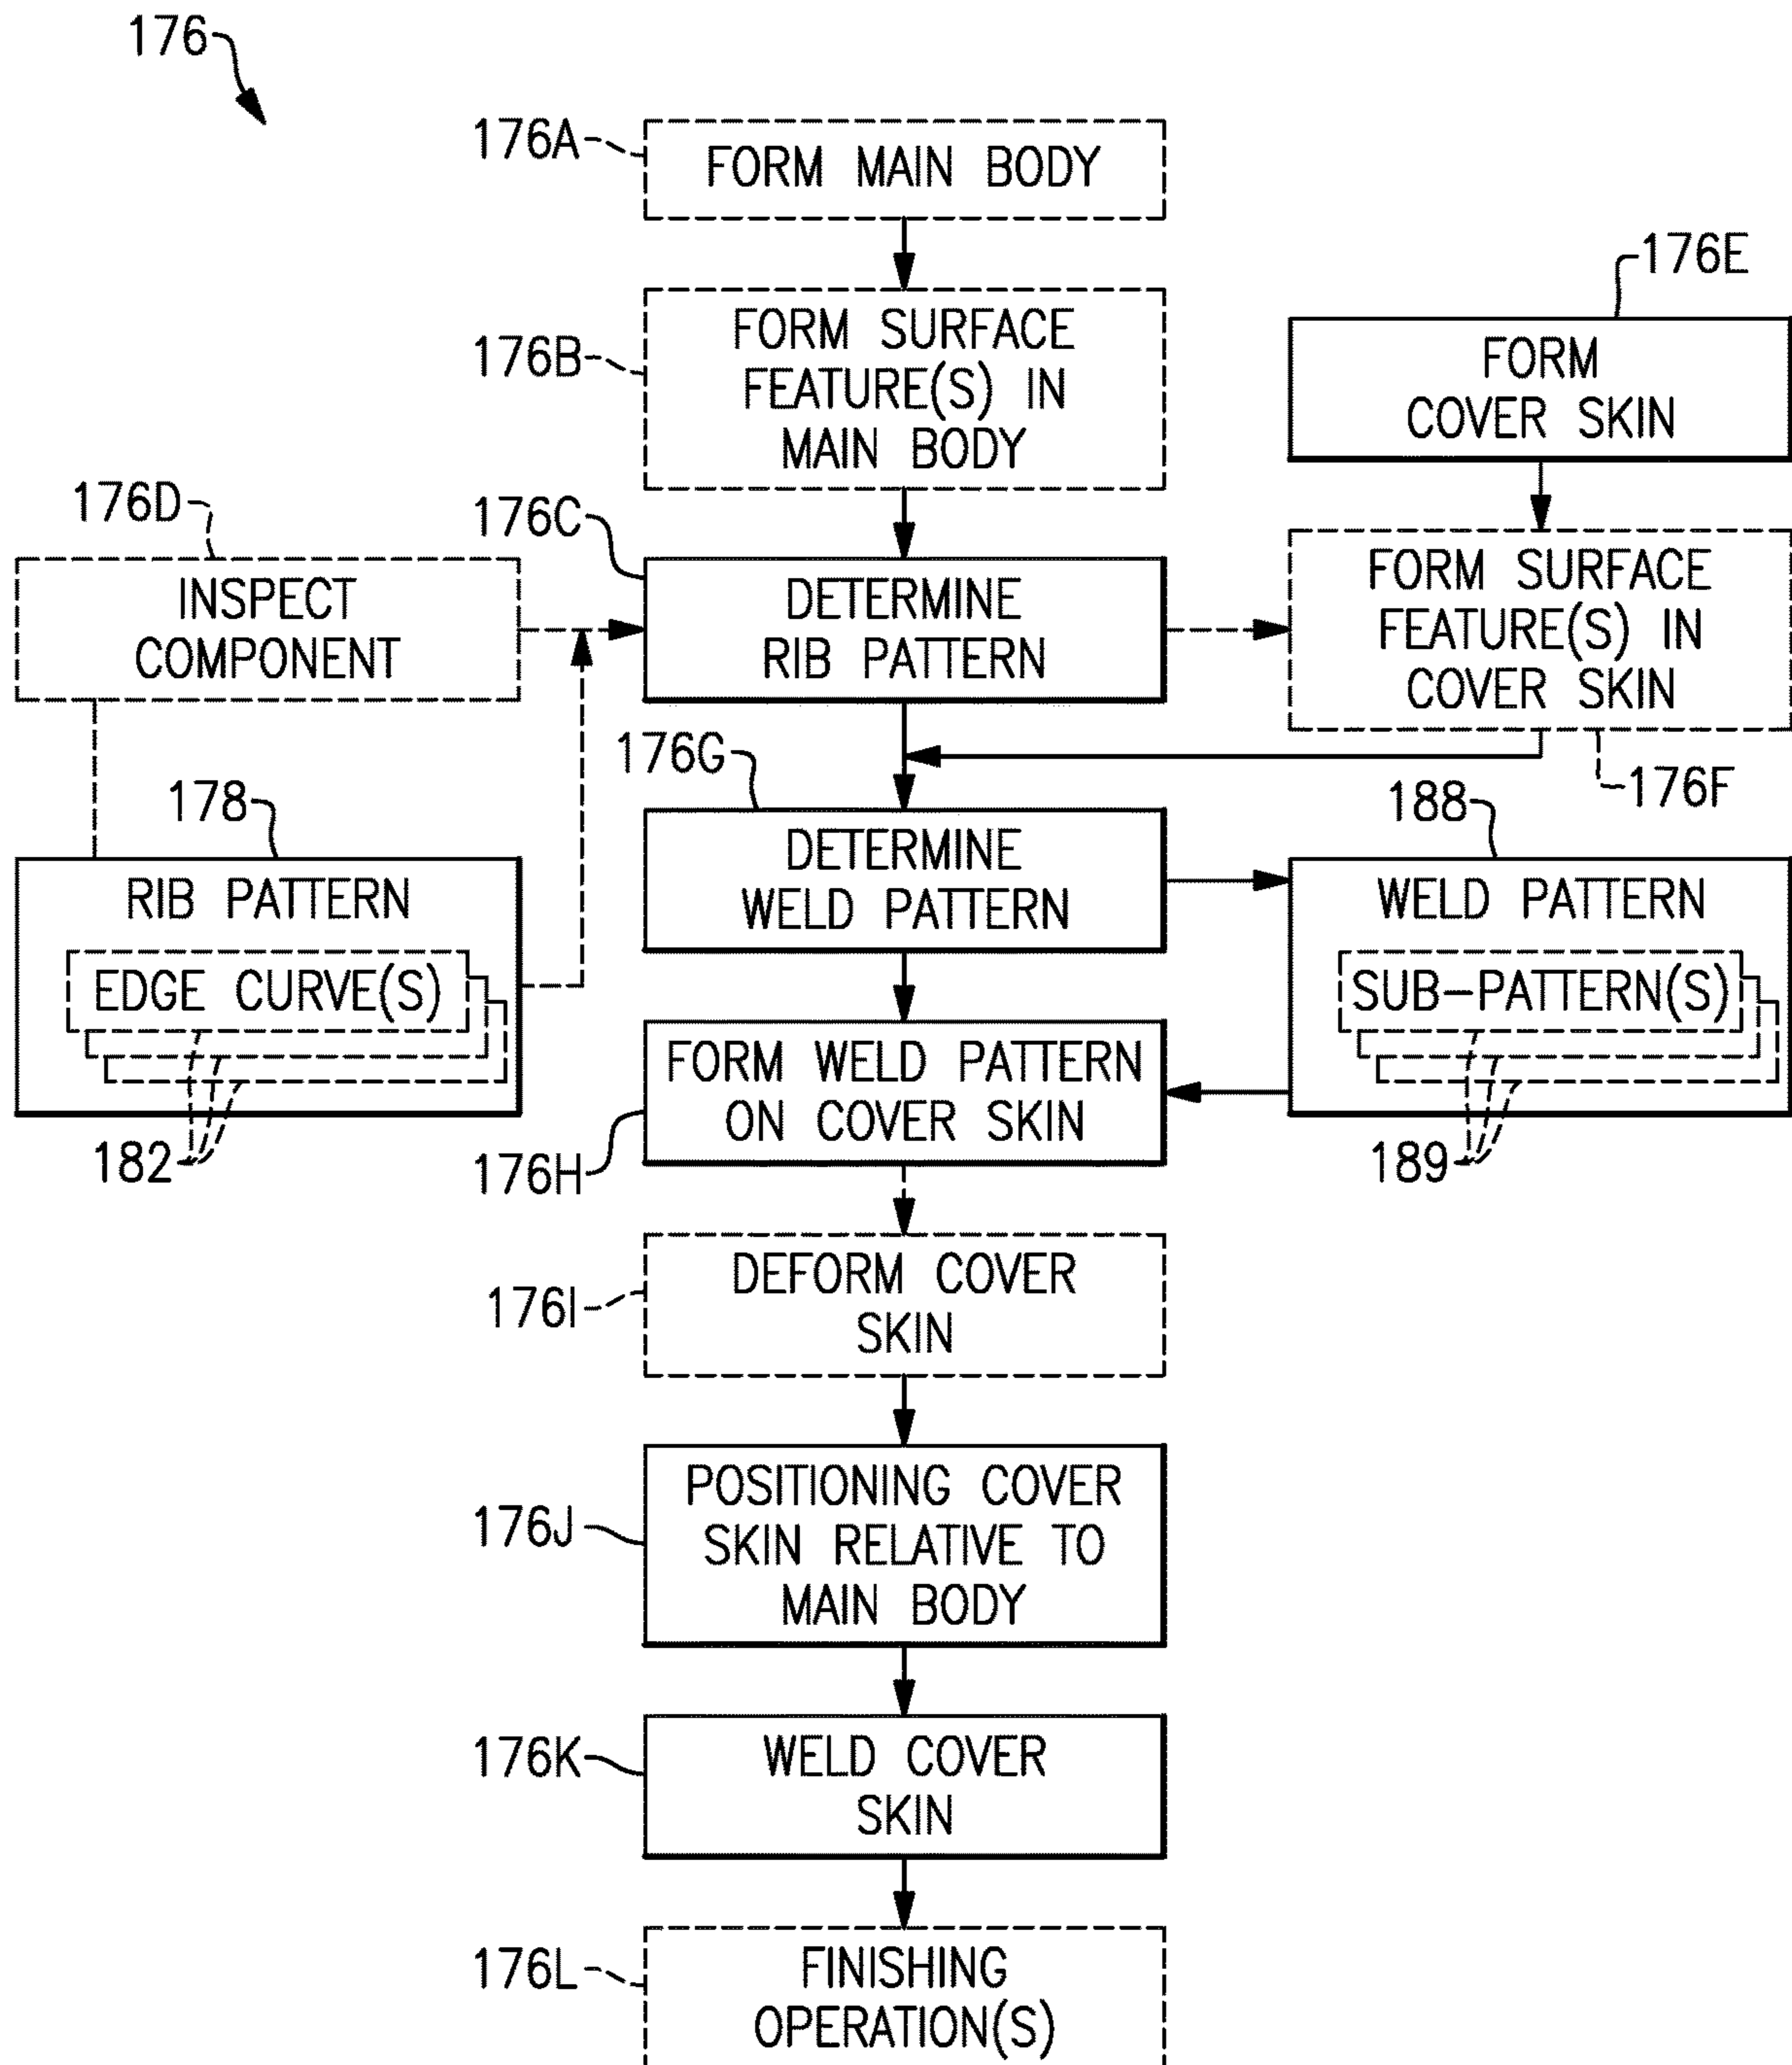 176
176A
FORM MAIN BODY
176B
FORM SURFACE
FEATURE(S) IN
MAIN BODY
176E
FORM
COVER SKIN
176D
INSPECT
COMPONENT
176C
DETERMINE
RIB PATTERN
FORM SURFACE
FEATURE(S) IN
COVER SKIN
176F
178
RIB PATTERN
EDGE CURVE(S)
182
176G
DETERMINE
WELD PATTERN
188
WELD PATTERN
SUB-PATTERN(S)
189
FORM WELD PATTERN
ON COVER SKIN
176H
DEFORM COVER
SKIN
176I
POSITIONING COVER
SKIN RELATIVE TO
MAIN BODY
176J
WELD COVER
SKIN
176K
FINISHING
OPERATION(S)
176L